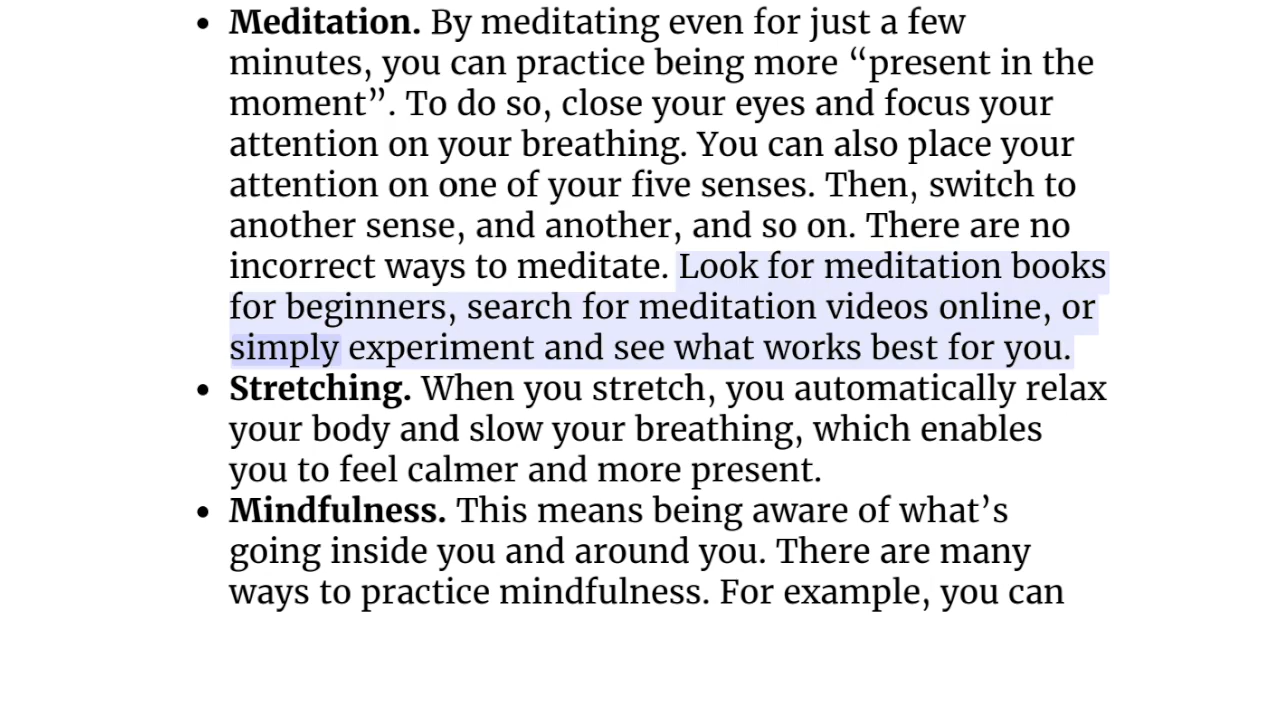 • Meditation. By meditating even for just a few
minutes, you can practice being more “present in the
moment”. To do so, close your eyes and focus your
attention on your breathing. You can also place your
attention on one of your five senses. Then, switch to
another sense, and another, and so on. There are no
incorrect ways to meditate. Look for meditation books
for beginners, search for meditation videos online, or
simply experiment and see what works best for you.
• Stretching. When you stretch, you automatically relax
your body and slow your breathing, which enables
you to feel calmer and more present.
• Mindfulness. This means being aware of what’s
going inside you and around you. There are many
ways to practice mindfulness. For example, you can